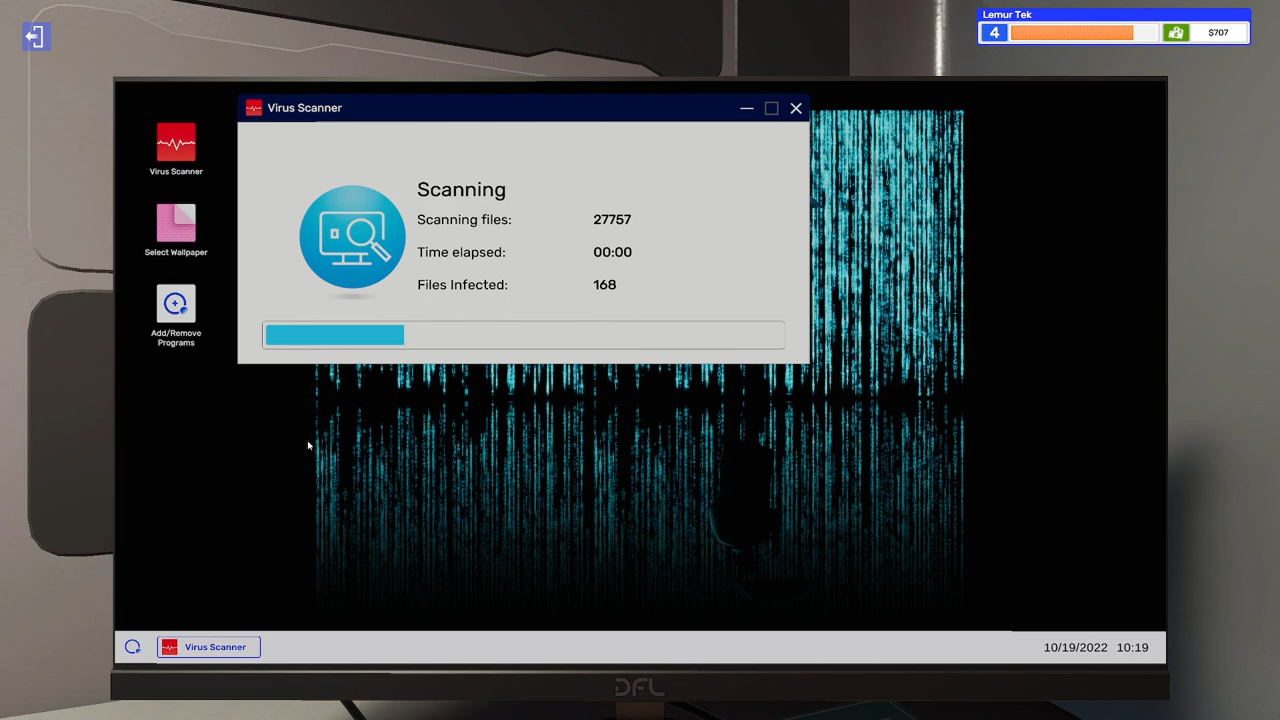 Lemur Tek
4
$707
Virus Scanner
Virus Scanner
Scanning
Scanning files: 27757
Time elapsed: 00:00
Files Infected: 168
Select Wallpaper
Add/Remove
Programs
Virus Scanner
10/19/2022 10:19
DFL